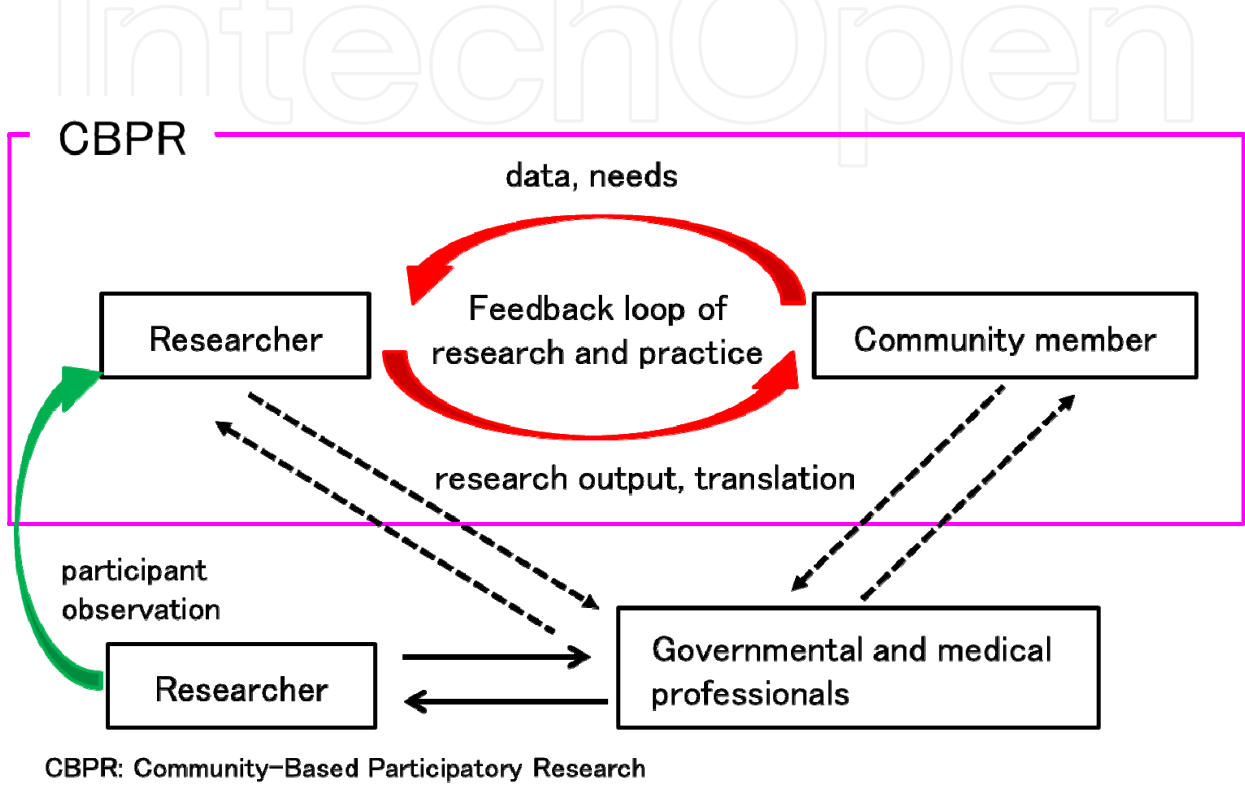 IntechOpen
CBPR
data, needs
Researcher
Feedback loop of
research and practice
Community member
research output, translation
participant
observation
Researcher
Governmental and medical
professionals
CBPR: Community-Based Participatory Research